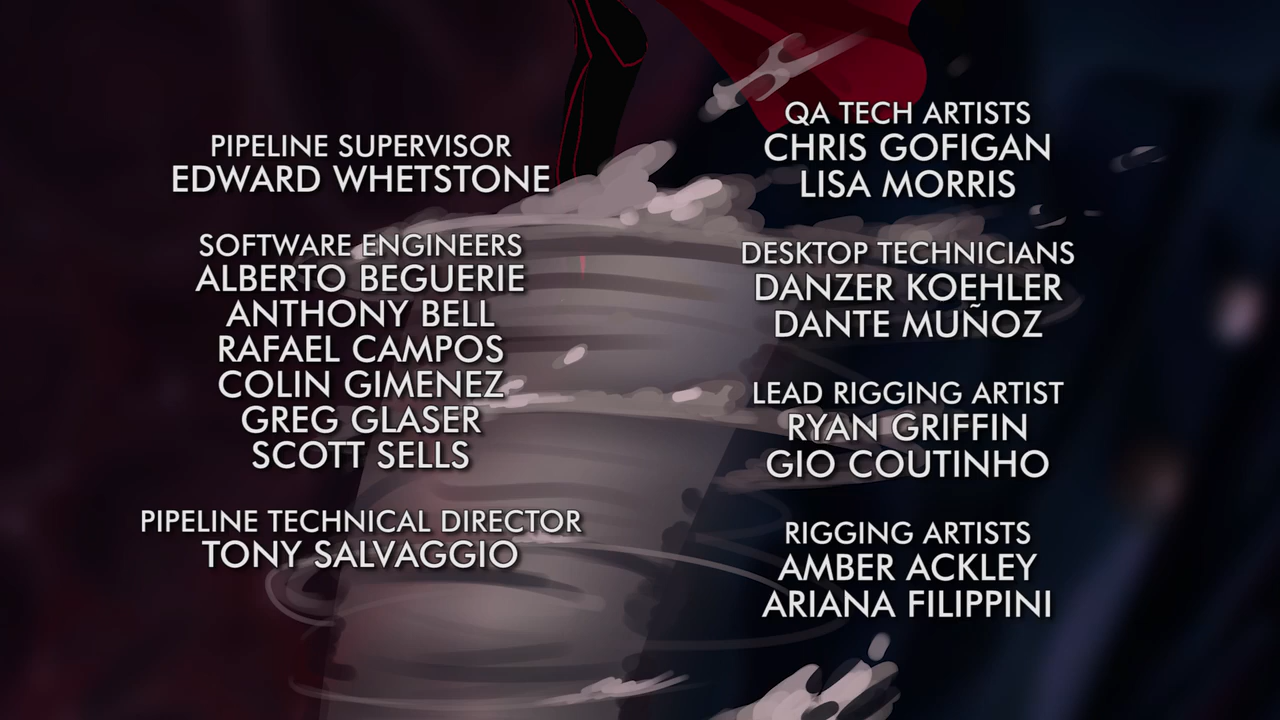 PIPELINE SUPERVISOR
EDWARD WHETSTONE
SOFTWARE ENGINEERS
ALBERTO BEGUERIE
ANTHONY BELL
RAFAEL CAMPOS
COLIN GIMENEZ
GREG GLASER
SCOTT SELLS
PIPELINE TECHNICAL DIRECTOR
TONY SALVAGGIO
QA TECH ARTISTS
CHRIS GOFIGAN
LISA MORRIS
DESKTOP TECHNICIANS
DANZER KOEHLER
DANTE MUÑOZ
LEAD RIGGING ARTIST
RYAN GRIFFIN
GIO COUTINHO
RIGGING ARTISTS
AMBER ACKLEY
ARIANA FILIPPINI